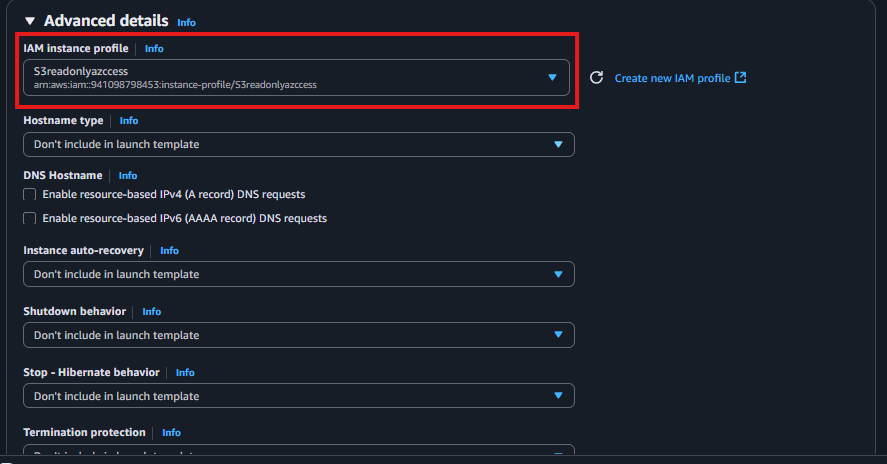 Advanced details Info
IAM instance profile Info
S3readonlyazccess
arn:aws:iam::941098798453:instance-profile/S3readonlyazccess
Create new IAM profile
Hostname type Info
Don't include in launch template
DNS Hostname Info
Enable resource-based IPv4 (A record) DNS requests
Enable resource-based IPv6 (AAAA record) DNS requests
Instance auto-recovery Info
Don't include in launch template
Shutdown behavior Info
Don't include in launch template
Stop - Hibernate behavior Info
Don't include in launch template
Termination protection Info